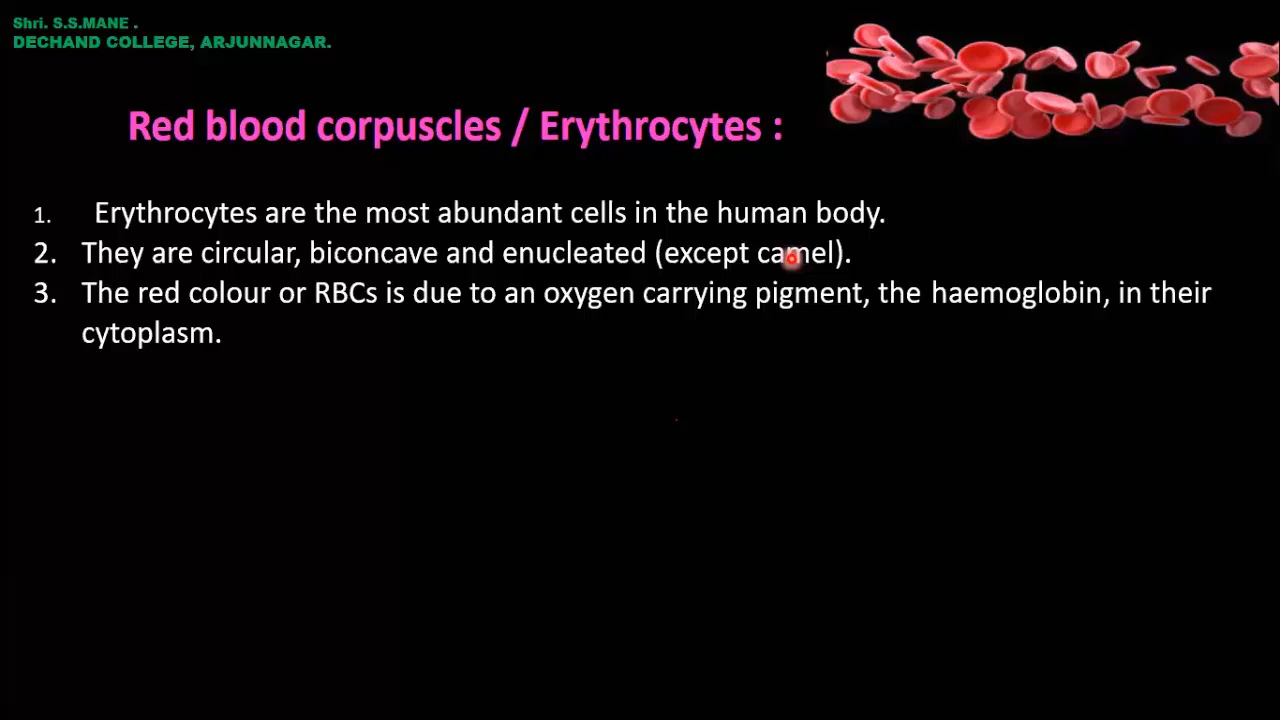 Shri. S.S.MANE .
DECHAND COLLEGE, ARJUNNAGAR.
Red blood corpuscles / Erythrocytes :
1. Erythrocytes are the most abundant cells in the human body.
2. They are circular, biconcave and enucleated (except camel).
3. The red colour or RBCs is due to an oxygen carrying pigment, the haemoglobin, in their
cytoplasm.